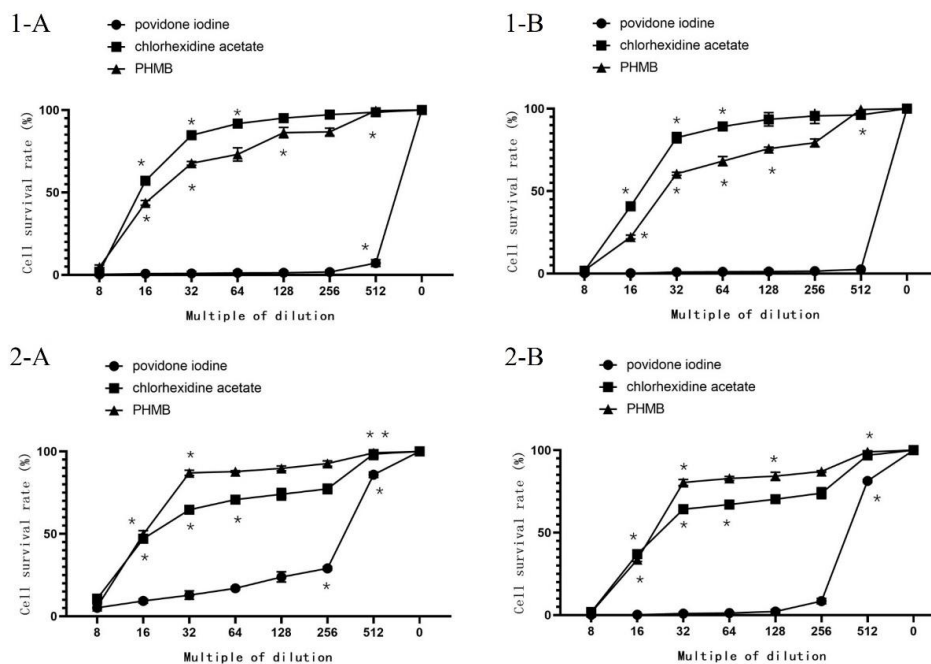 1-A
povidone iodine
chlorhexidine acetate
PHMB
Cell survival rate (%)
100
50
0
* * * * * * * * *
8 16 32 64 128 256 512 0
Multiple of dilution
1-B
povidone iodine
chlorhexidine acetate
PHMB
Cell survival rate (%)
100
50
0
* * * * * * * *
8 16 32 64 128 256 512 0
Multiple of dilution
2-A
povidone iodine
chlorhexidine acetate
PHMB
Cell survival rate (%)
100
50
0
* * * * * * * * *
8 16 32 64 128 256 512 0
Multiple of dilution
2-B
povidone iodine
chlorhexidine acetate
PHMB
Cell survival rate (%)
100
50
0
* * * * * * * * *
8 16 32 64 128 256 512 0
Multiple of dilution